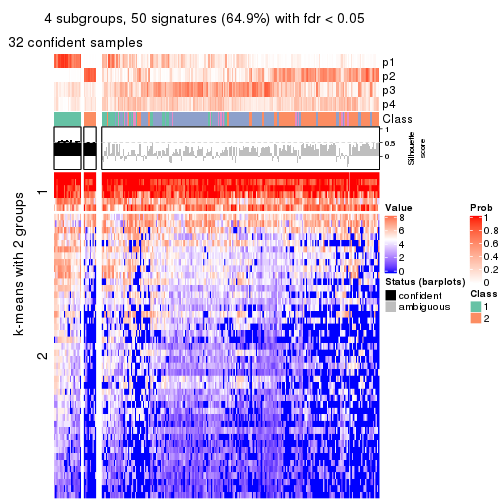 4 subgroups, 50 signatures (64.9%) with fdr < 0.05
32 confident samples
p1
p2
p3
p4
Class
1
0.5
0
Silhouette
score
k-means with 2 groups
1
2
Value
8
6
4
2
0
Prob
1
0.8
0.6
0.4
0.2
0
Status (barplots)
confident
ambiguous
Class
1
2